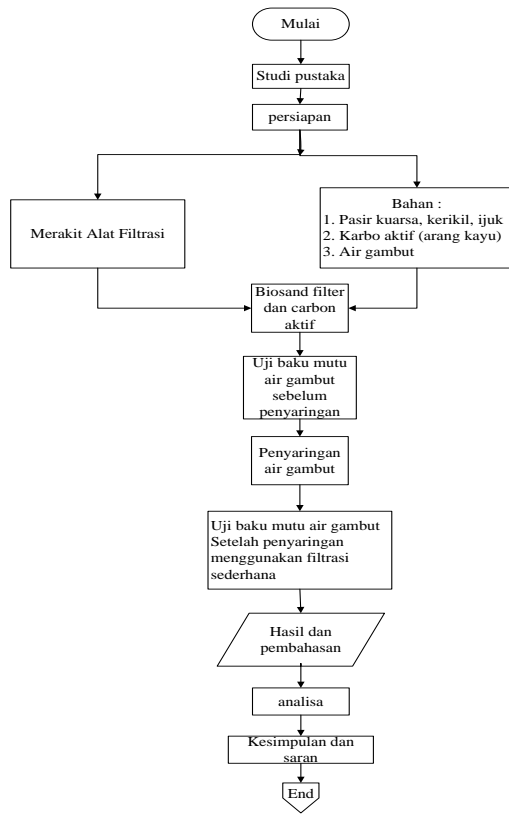 Mulai
Studi pustaka
persiapan
Merakit Alat Filtrasi
Bahan :
1. Pasir kuarsa, kerikil, ijuk
2. Karbo aktif (arang kayu)
3. Air gambut
Biosand filter
dan carbon
aktif
Uji baku mutu
air gambut
sebelum
penyaringan
Penyaringan
air gambut
Uji baku mutu air gambut
Setelah penyaringan
menggunakan filtrasi
sederhana
Hasil dan
pembahasan
analisa
Kesimpulan dan
saran
End